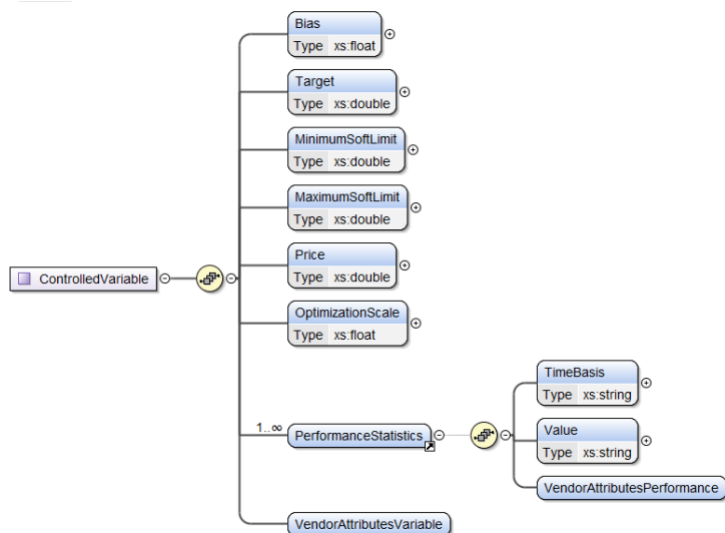 Bias
Type xs:float
Target
Type xs:double
MinimumSoftLimit
Type xs:double
MaximumSoftLimit
Type xs:double
Price
Type xs:double
ControlledVariable
OptimizationScale
Type xs:float
TimeBasis
Type xs:string
1..∞ PerformanceStatistics
Value
Type xs:string
VendorAttributesPerformance
VendorAttributesVariable